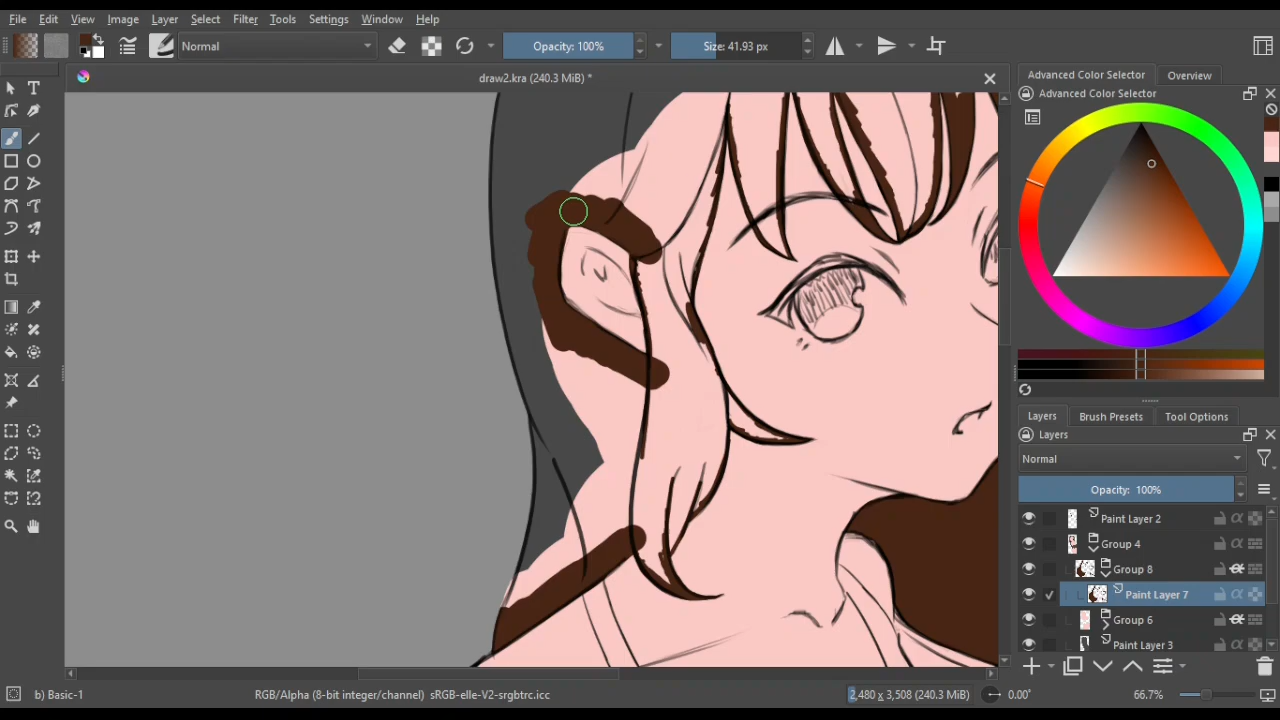 File Edit View Image Layer Select Filter Tools Settings Window Help
Normal
Opacity: 100%
Size: 41.93 px
draw2.kra (240.3 MiB) *
Advanced Color Selector
Overview
Advanced Color Selector
Layers
Brush Presets
Tool Options
Layers
Normal
Opacity: 100%
Paint Layer 2
Group 4
Group 8
Paint Layer 7
Group 6
Paint Layer 3
b) Basic-1
RGB/Alpha (8-bit integer/channel) sRGB-elle-V2-srgbtrc.icc
2,480 x 3,508 (240.3 MiB)
0.00°
66.7%